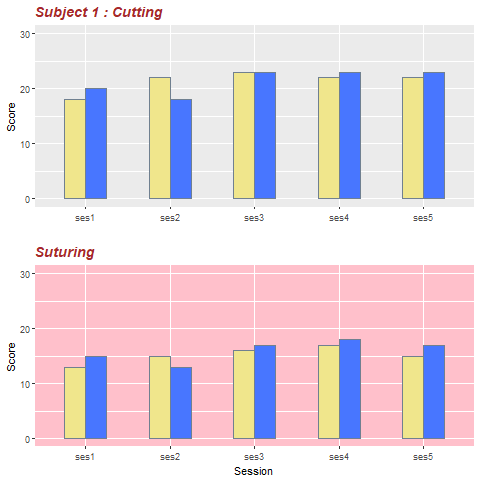 Subject 1 : Cutting
30
20
10
0
Score
ses1 ses2 ses3 ses4 ses5
Suturing
30
20
10
0
Score
ses1 ses2 ses3 ses4 ses5
Session